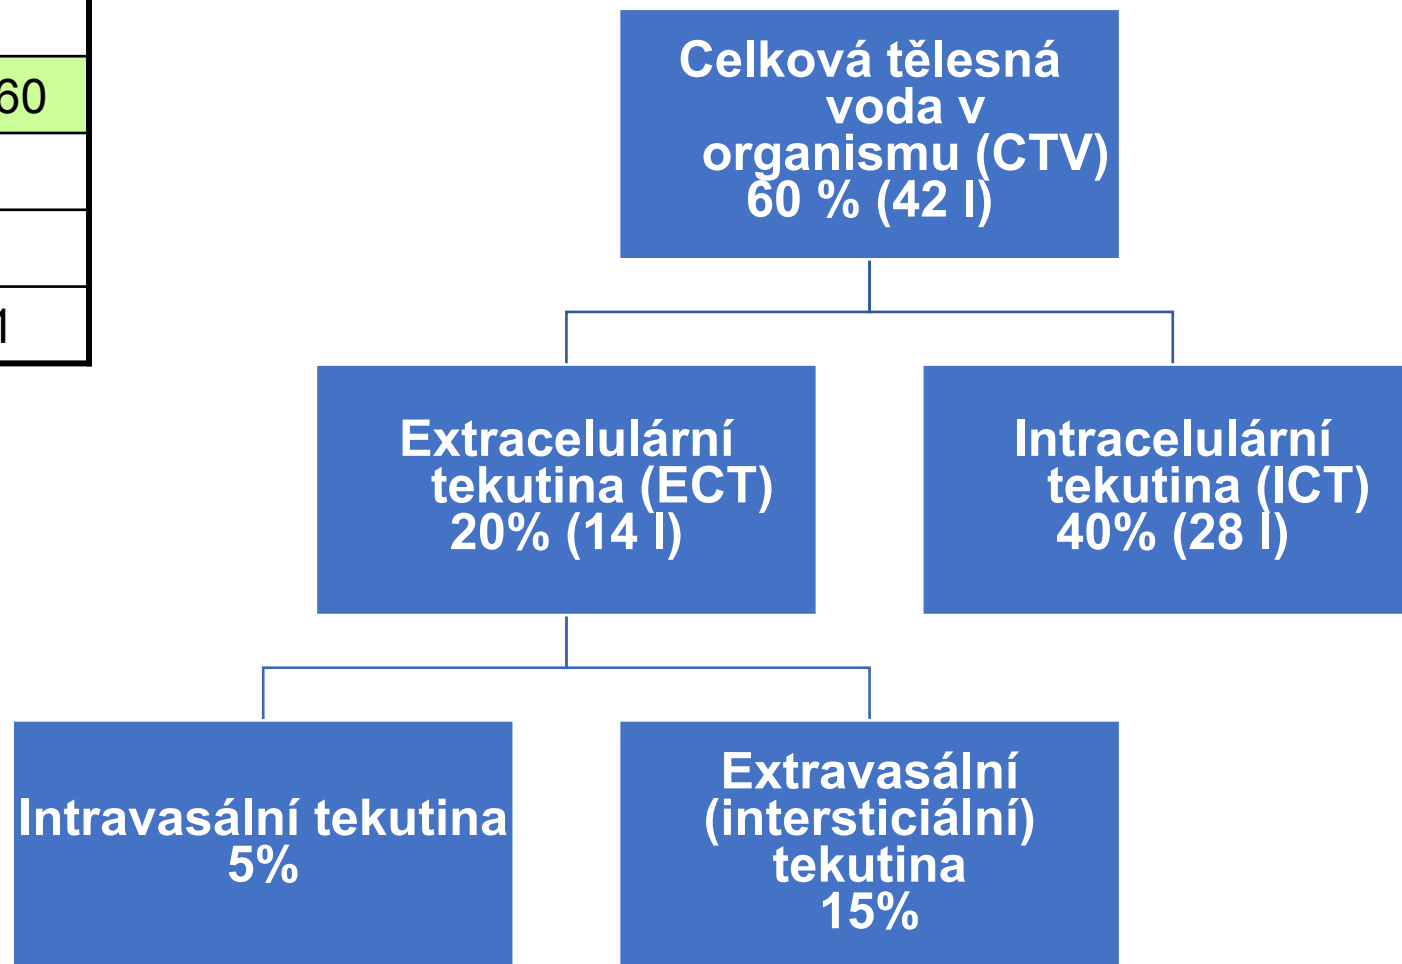 60
1
Celková tělesná
voda v
organismu (CTV)
60 % (42 l)
Extracelulární
tekutina (ECT)
20% (14 l)
Intracelulární
tekutina (ICT)
40% (28 l)
Intravasální tekutina
5%
Extravasální
(intersticiální)
tekutina
15%